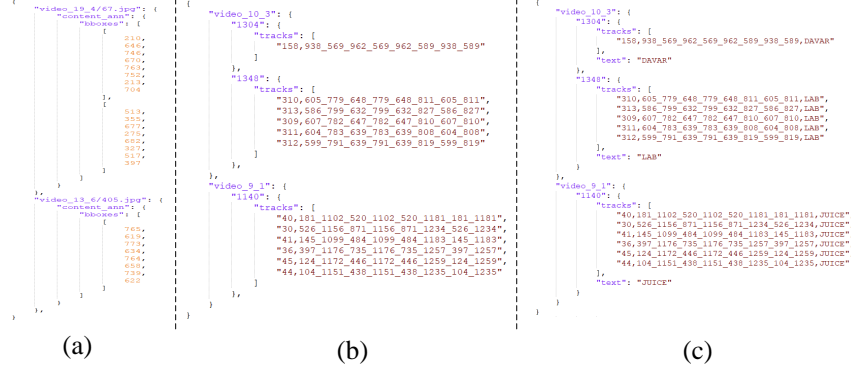 {
"video_19_4/67.jpg": {
"content_ann": {
"bboxes": [
[
210,
646,
746,
679,
763,
752,
213,
704
],
[
513,
355,
677,
275,
682,
327,
517,
397
]
]
}
},
"video_13_6/405.jpg": {
"content_ann": {
"bboxes": [
[
765,
619,
773,
634,
764,
658,
739,
622
]
]
}
},
}
(a)
{
"video_10_3": {
"1304": {
"tracks": [
"158,938_569_962_569_962_589_938_589"
]
},
"1348": {
"tracks": [
"310,605_779_648_779_648_811_605_811",
"313,586_799_632_799_632_827_586_827",
"309,607_782_647_782_647_810_607_810",
"311,604_783_639_783_639_808_604_808",
"312,599_791_639_791_639_819_599_819"
]
}
},
"video_9_1": {
"1140": {
"tracks": [
"40,181_1102_520_1102_520_1181_181_1181",
"30,526_1156_871_1156_871_1234_526_1234",
"41,145_1099_484_1099_484_1183_145_1183",
"36,397_1176_735_1176_735_1257_397_1257",
"45,124_1172_446_1172_446_1259_124_1259",
"44,104_1151_438_1151_438_1235_104_1235"
]
},
}
}
(b)
{
"video_10_3": {
"1304": {
"tracks": [
"158,938_569_962_569_962_589_938_589,DAVAR"
],
"text": "DAVAR"
},
"1348": {
"tracks": [
"310,605_779_648_779_648_811_605_811,LAB",
"313,586_799_632_799_632_827_586_827,LAB",
"309,607_782_647_782_647_810_607_810,LAB",
"311,604_783_639_783_639_808_604_808,LAB",
"312,599_791_639_791_639_819_599_819,LAB"
],
"text": "LAB"
}
},
"video_9_1": {
"1140": {
"tracks": [
"40,181_1102_520_1102_520_1181_181_1181,JUICE"
"30,526_1156_871_1156_871_1234_526_1234,JUICE"
"41,145_1099_484_1099_484_1183_145_1183,JUICE"
"36,397_1176_735_1176_735_1257_397_1257,JUICE"
"45,124_1172_446_1172_446_1259_124_1259,JUICE"
"44,104_1151_438_1151_438_1235_104_1235,JUICE"
],
"text": "JUICE"
},
}
}
(c)